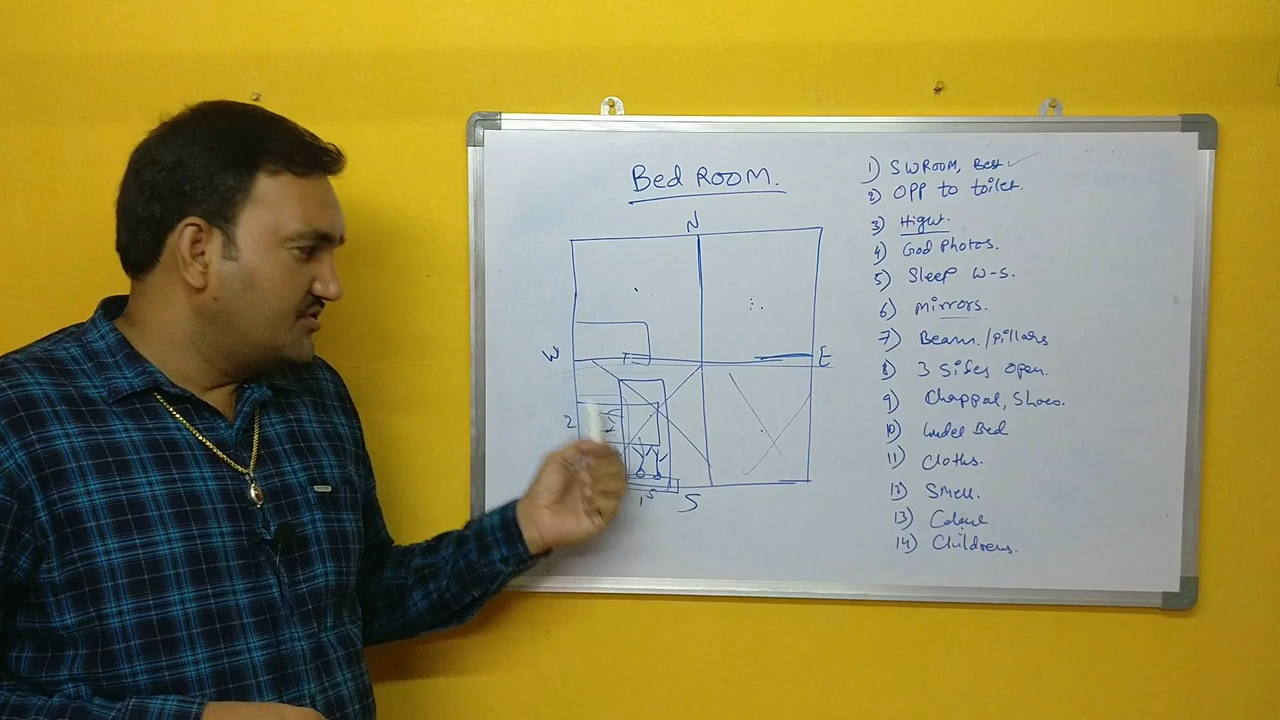 Bed ROOM.
N
W
E
2
1st
S
1) SW ROOM, Best ✓
2) OPP to toilet.
3) Hight.
4) God Photos.
5) Sleep W-S.
6) Mirrors.
7) Beam./Pillars
8) 3 Sides Open.
9) Chappal, Shoes.
10) Under Bed
11) Cloths.
12) Smell.
13) Colour
14) Childrens.